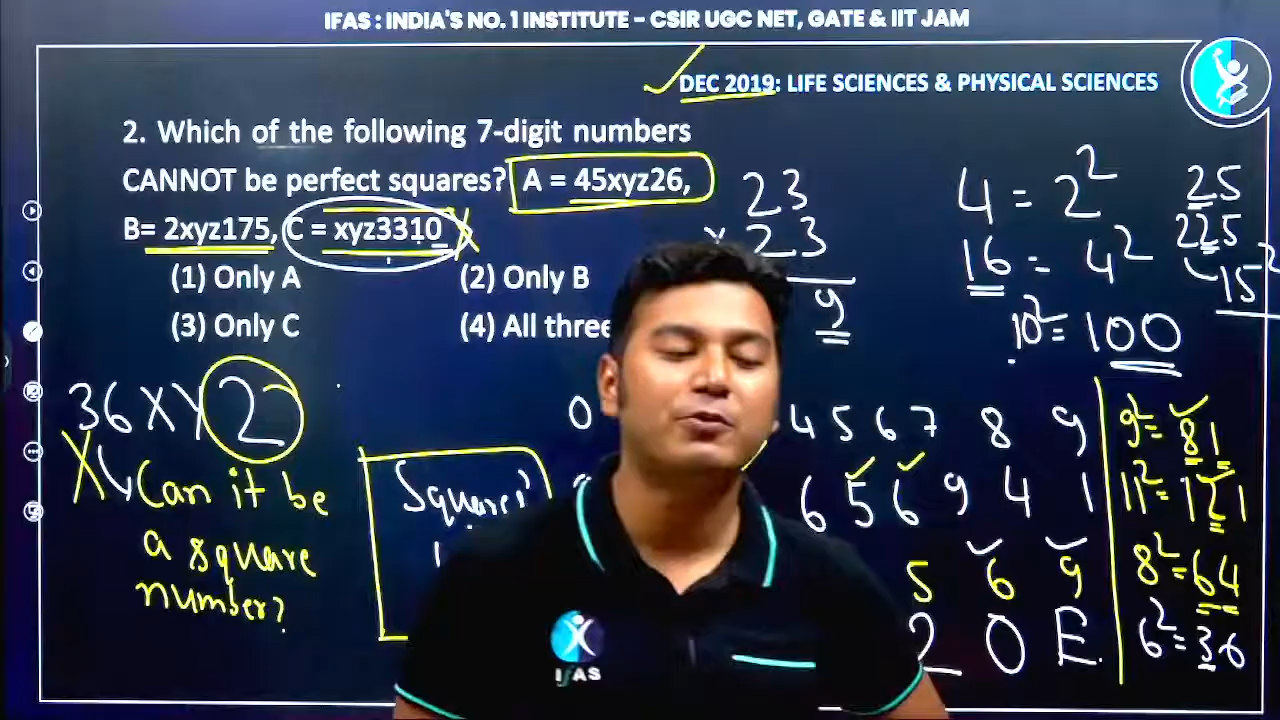 IFAS : INDIA'S NO. 1 INSTITUTE - CSIR UGC NET, GATE & IIT JAM
DEC 2019: LIFE SCIENCES & PHYSICAL SCIENCES
2. Which of the following 7-digit numbers
CANNOT be perfect squares? A = 45xyz26,
B= 2xyz175, C = xyz3310
(1) Only A (2) Only B
(3) Only C (4) All three
23
x 23
9
4 = 2²
16 = 4²
10² = 100
25
225
15²
36XY2
X Can it be
a square
number?
Square
0 4 5 6 7 8 9
6 5 6 9 4 1
5 6 9
2 0 E
9² = 81
11² = 121
8² = 64
6² = 36
IFAS